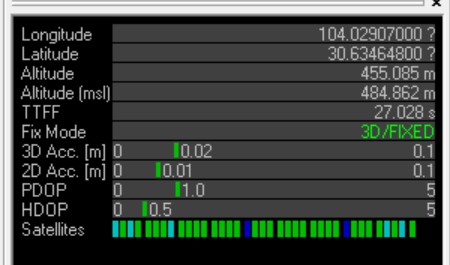 Longitude 104.02907000 ?
Latitude 30.63464800 ?
Altitude 455.085 m
Altitude (msl) 484.862 m
TTFF 27.028 s
Fix Mode 3D/FIXED
3D Acc. [m] 0 0.02 0.1
2D Acc. [m] 0 0.01 0.1
PDOP 0 1.0 5
HDOP 0 0.5 5
Satellites